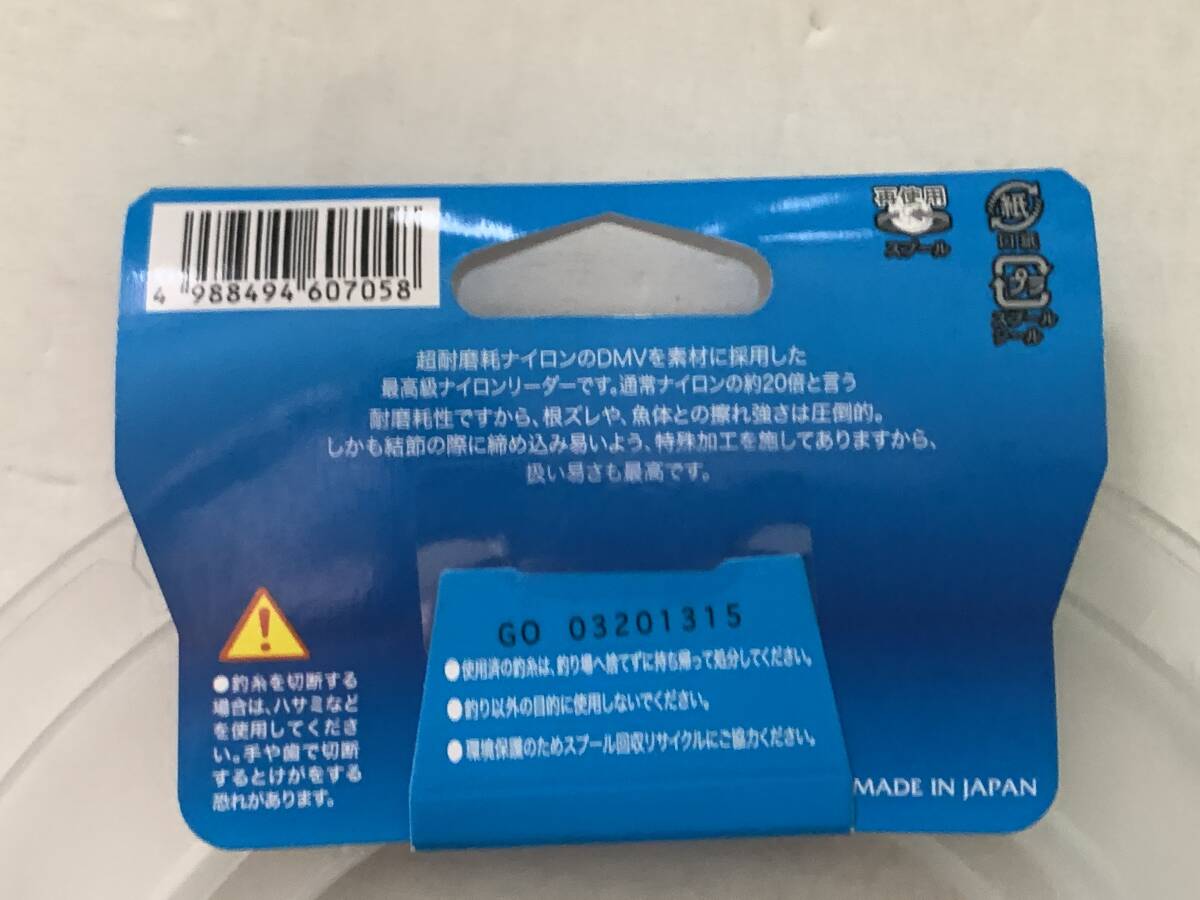 4 988494 607058
再使用
スプール
紙
台紙
スプール
シール
超耐磨耗ナイロンのDMVを素材に採用した
最高級ナイロンリーダーです。通常ナイロンの約20倍と言う
耐磨耗性ですから、根ズレや、魚体との擦れ強さは圧倒的。
しかも結節の際に締め込み易いよう、特殊加工を施してありますから、
扱い易さも最高です。
GO 03201315
●使用済の釣糸は、釣り場へ捨てずに持ち帰って処分してください。
●釣り以外の目的に使用しないでください。
●環境保護のためスプール回収リサイクルにご協力ください。
●釣糸を切断する
場合は、ハサミなど
を使用してくださ
い。手や歯で切断
するとけがをする
恐れがあります。
MADE IN JAPAN